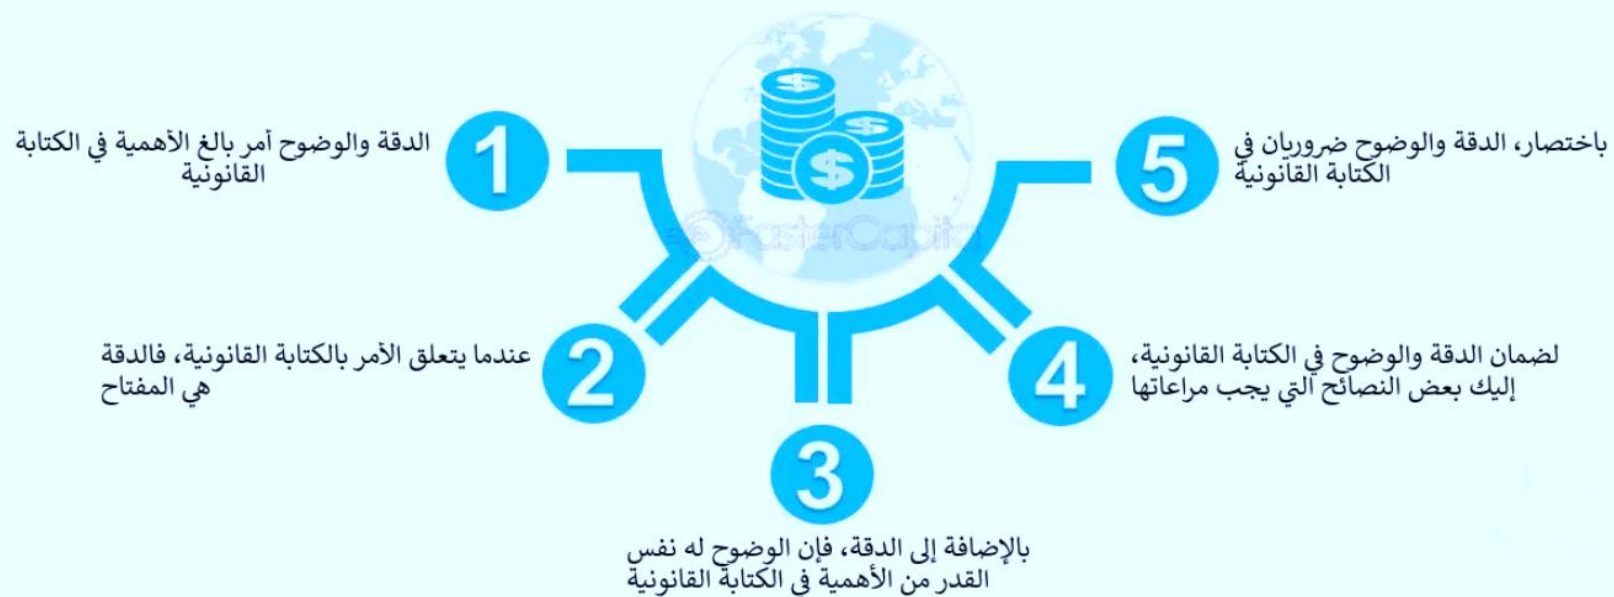 1
الدقة والوضوح أمر بالغ الأهمية في الكتابة
القانونية
2
عندما يتعلق الأمر بالكتابة القانونية، فالدقة
هي المفتاح
3
بالإضافة إلى الدقة، فإن الوضوح له نفس
القدر من الأهمية في الكتابة القانونية
4
لضمان الدقة والوضوح في الكتابة القانونية،
إليك بعض النصائح التي يجب مراعاتها
5
باختصار، الدقة والوضوح ضروريان في
الكتابة القانونية
$
$
$
FasterCapital